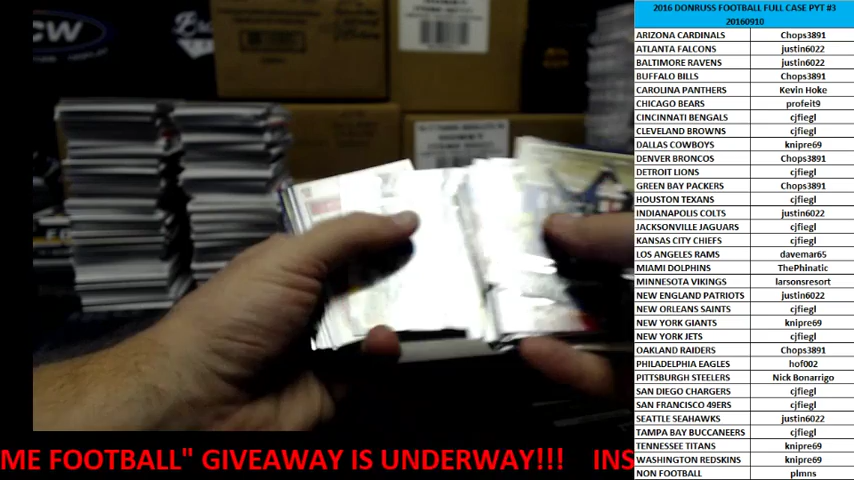 2016 DONRUSS FOOTBALL FULL CASE PYT #3
20160910
ARIZONA CARDINALS Chops3891
ATLANTA FALCONS justin6022
BALTIMORE RAVENS justin6022
BUFFALO BILLS Chops3891
CAROLINA PANTHERS Kevin Hoke
CHICAGO BEARS profeit9
CINCINNATI BENGALS cjfiegl
CLEVELAND BROWNS cjfiegl
DALLAS COWBOYS knipre69
DENVER BRONCOS Chops3891
DETROIT LIONS cjfiegl
GREEN BAY PACKERS Chops3891
HOUSTON TEXANS cjfiegl
INDIANAPOLIS COLTS justin6022
JACKSONVILLE JAGUARS cjfiegl
KANSAS CITY CHIEFS cjfiegl
LOS ANGELES RAMS davemar65
MIAMI DOLPHINS ThePhinatic
MINNESOTA VIKINGS larsonsresort
NEW ENGLAND PATRIOTS justin6022
NEW ORLEANS SAINTS cjfiegl
NEW YORK GIANTS knipre69
NEW YORK JETS cjfiegl
OAKLAND RAIDERS Chops3891
PHILADELPHIA EAGLES hof002
PITTSBURGH STEELERS Nick Bonarrigo
SAN DIEGO CHARGERS cjfiegl
SAN FRANCISCO 49ERS cjfiegl
SEATTLE SEAHAWKS justin6022
TAMPA BAY BUCCANEERS cjfiegl
TENNESSEE TITANS knipre69
WASHINGTON REDSKINS knipre69
NON FOOTBALL plmns
ME FOOTBALL" GIVEAWAY IS UNDERWAY!!! INS